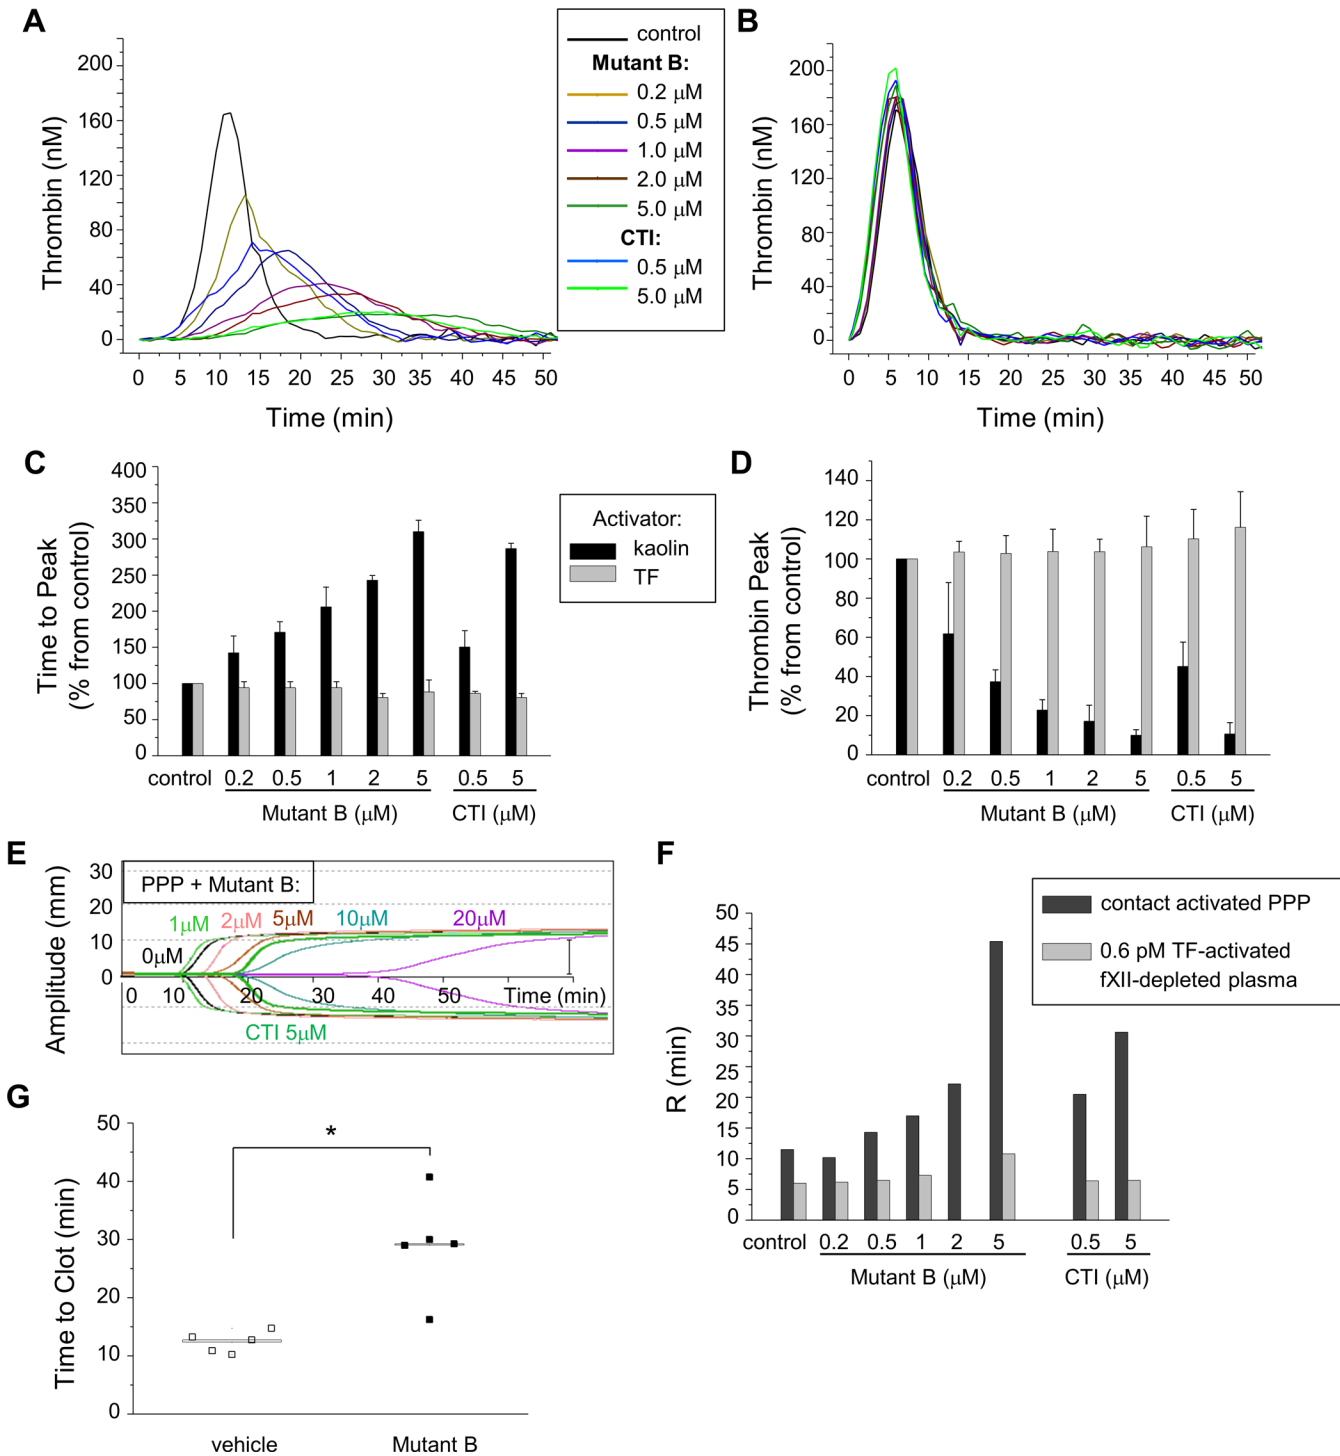 A
Thrombin (nM)
200
160
120
80
40
0
0 5 10 15 20 25 30 35 40 45 50
Time (min)
control
Mutant B:
0.2 μM
0.5 μM
1.0 μM
2.0 μM
5.0 μM
CTI:
0.5 μM
5.0 μM
B
Thrombin (nM)
200
160
120
80
40
0
0 5 10 15 20 25 30 35 40 45 50
Time (min)
C
Time to Peak
(% from control)
400
350
300
250
200
150
100
50
0
control 0.2 0.5 1 2 5 0.5 5
Mutant B (μM) CTI (μM)
Activator:
kaolin
TF
D
Thrombin Peak
(% from control)
140
120
100
80
60
40
20
0
control 0.2 0.5 1 2 5 0.5 5
Mutant B (μM) CTI (μM)
E
Amplitude (mm)
30
20
10
0
PPP + Mutant B:
1μM 2μM 5μM 10μM 20μM
0μM
0 10 20 30 40 50 Time (min)
CTI 5μM
F
R (min)
50
45
40
35
30
25
20
15
10
5
0
contact activated PPP
0.6 pM TF-activated
fXII-depleted plasma
control 0.2 0.5 1 2 5 0.5 5
Mutant B (μM) CTI (μM)
G
Time to Clot (min)
50
40
30
20
10
0
*
vehicle Mutant B